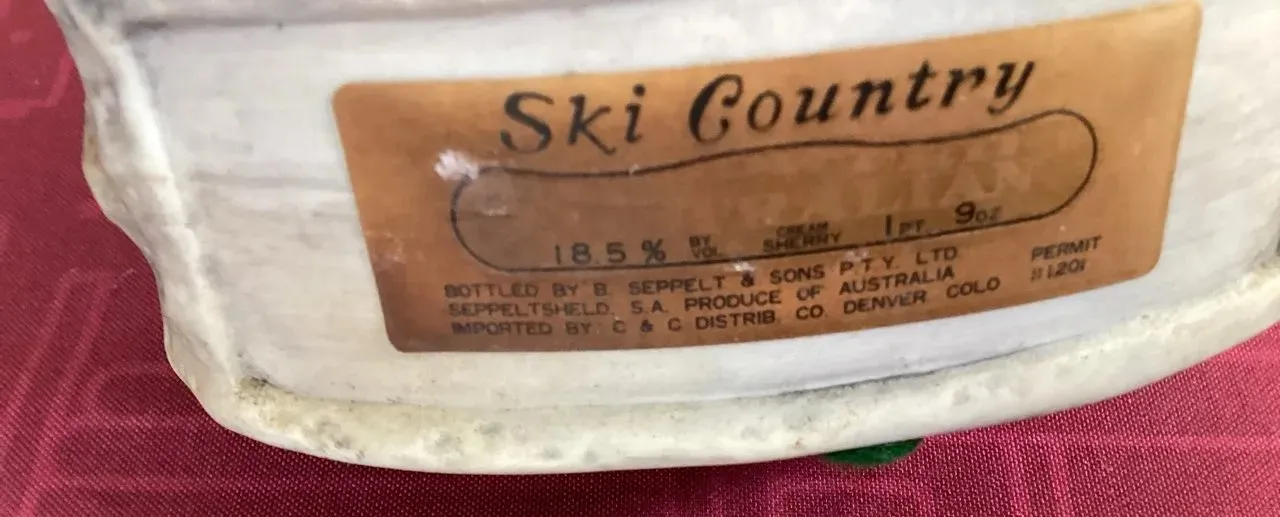 Ski Country
18.5% BY VOL. CREAM SHERRY 1 PT. 9 OZ
BOTTLED BY B. SEPPELT & SONS P.T.Y. LTD
SEPPELTSHELD. S.A. PRODUCE OF AUSTRALIA
IMPORTED BY: C & C DISTRIB. CO. DENVER COLO
PERMIT